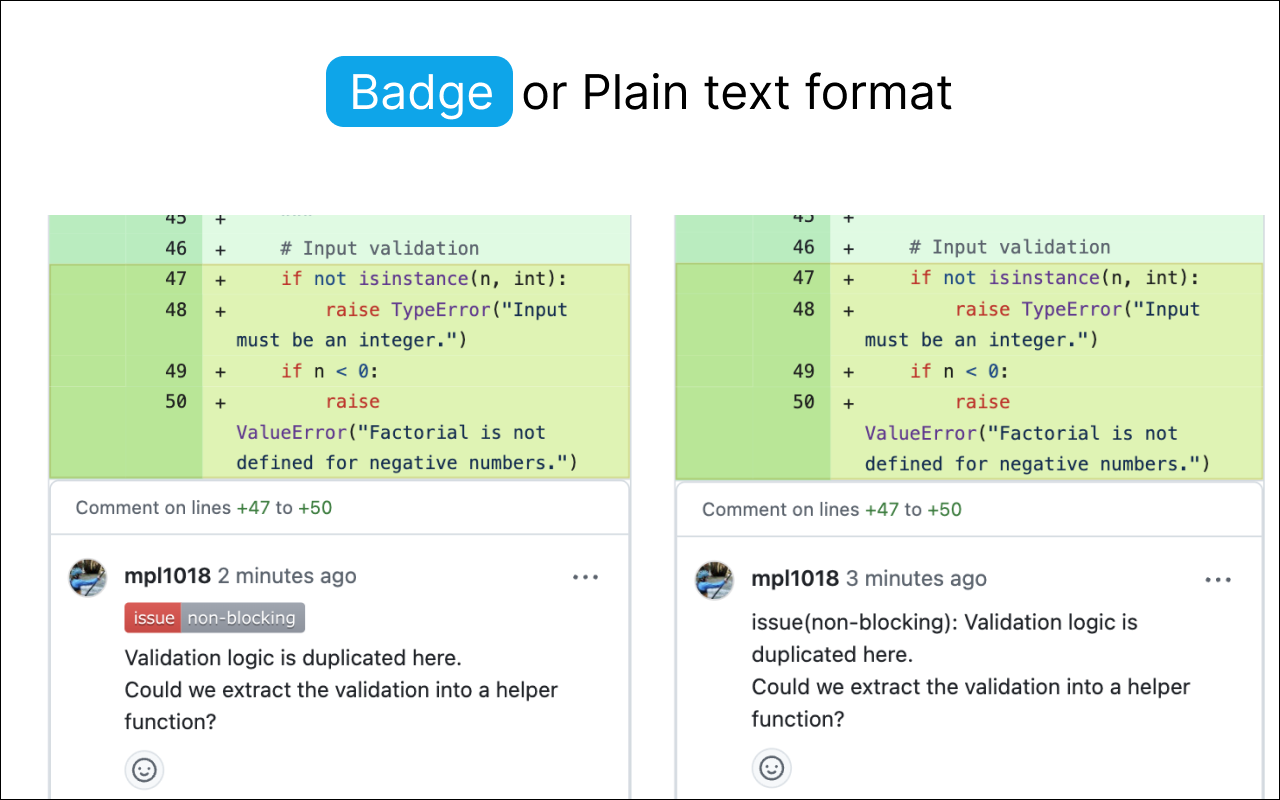 Badge or Plain text format
45 + """
46 + # Input validation
47 + if not isinstance(n, int):
48 + raise TypeError("Input
must be an integer.")
49 + if n < 0:
50 + raise
ValueError("Factorial is not
defined for negative numbers.")
Comment on lines +47 to +50
mpl1018 2 minutes ago
issue non-blocking
Validation logic is duplicated here.
Could we extract the validation into a helper
function?
45 +
46 + # Input validation
47 + if not isinstance(n, int):
48 + raise TypeError("Input
must be an integer.")
49 + if n < 0:
50 + raise
ValueError("Factorial is not
defined for negative numbers.")
Comment on lines +47 to +50
mpl1018 3 minutes ago
issue(non-blocking): Validation logic is
duplicated here.
Could we extract the validation into a helper
function?